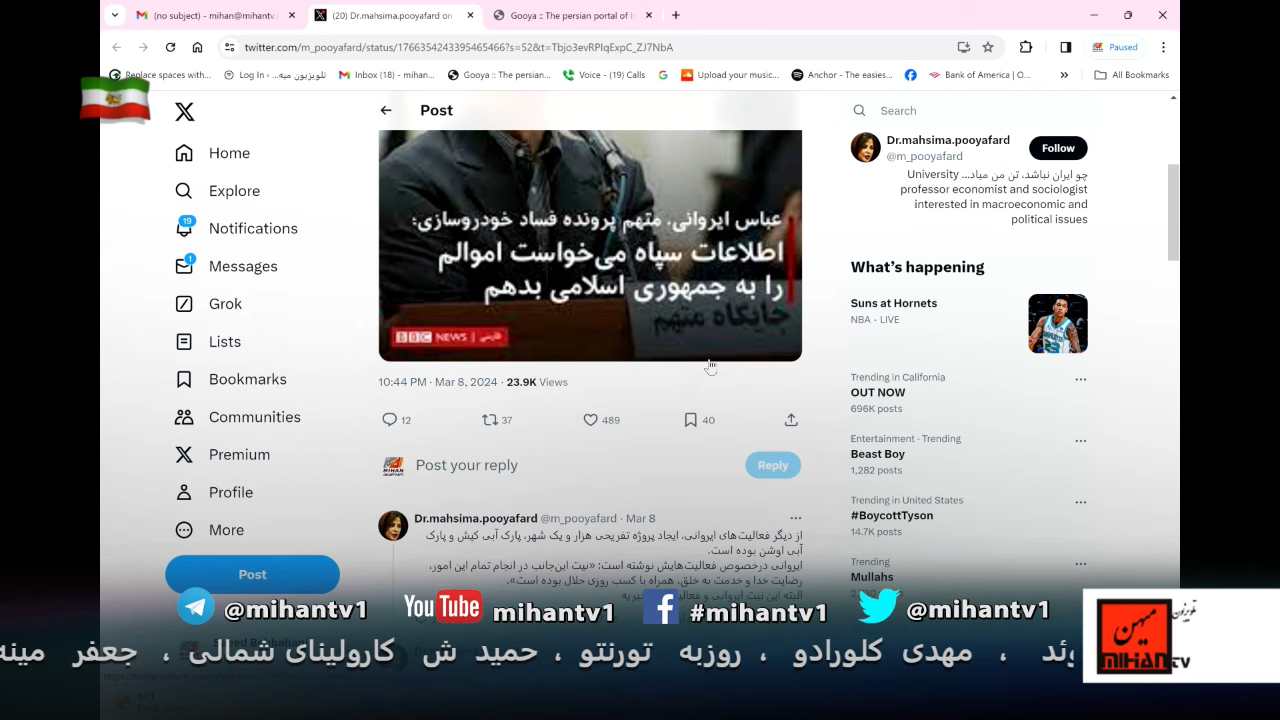 (no subject) - mihan@mihantv.
(20) Dr.mahsima.pooyafard on
Gooya :: The persian portal of i
twitter.com/m_pooyafard/status/1766354243395465466?s=52&t=Tbjo3evRPIqExpC_ZJ7NbA
Paused
Replace spaces with...
Log In ‹ تلویزیون میه...
Inbox (18) - mihan...
Gooya :: The persian...
Voice - (19) Calls
Upload your music...
Anchor - The easies...
Bank of America | O...
All Bookmarks
Home
Explore
19
Notifications
1
Messages
Grok
Lists
Bookmarks
Communities
Premium
Profile
More
Post
Post
عباس ایروانی، متهم پرونده فساد خودروسازی:
اطلاعات سپاه می‌خواست اموالم
را به جمهوری اسلامی بدهم
جایگاه متهم
BBC NEWS | فارسی
10:44 PM · Mar 8, 2024 · 23.9K Views
12
37
489
40
Post your reply
Reply
Dr.mahsima.pooyafard @m_pooyafard · Mar 8
از دیگر فعالیت‌های ایروانی، ایجاد پروژه تفریحی هزار و یک شهر، پارک آبی کیش و پارک
آبی اوشن بوده است.
ایروانی درخصوص فعالیت‌هایش نوشته است: «نیت این‌جانب در انجام تمام این امور،
رضایت خدا و خدمت به خلق، همراه با کسب روزی حلال بوده است».
البته این نیت ایروانی و
Search
Dr.mahsima.pooyafard
@m_pooyafard
Follow
چو ایران نباشد، تن من مباد... University
professor economist and sociologist
interested in macroeconomic and
political issues
What's happening
Suns at Hornets
NBA · LIVE
Trending in California
OUT NOW
696K posts
Entertainment · Trending
Beast Boy
1,282 posts
Trending in United States
#BoycottTyson
14.7K posts
Trending
Mullahs
@mihantv1
YouTube mihantv1
#mihantv1
@mihantv1
وئد ، مهدی کلورادو ، روزبه تورنتو ، حمید ش کارولینای شمالی ، جعفر مینه
میهن
تلویزیون
MIHAN TV